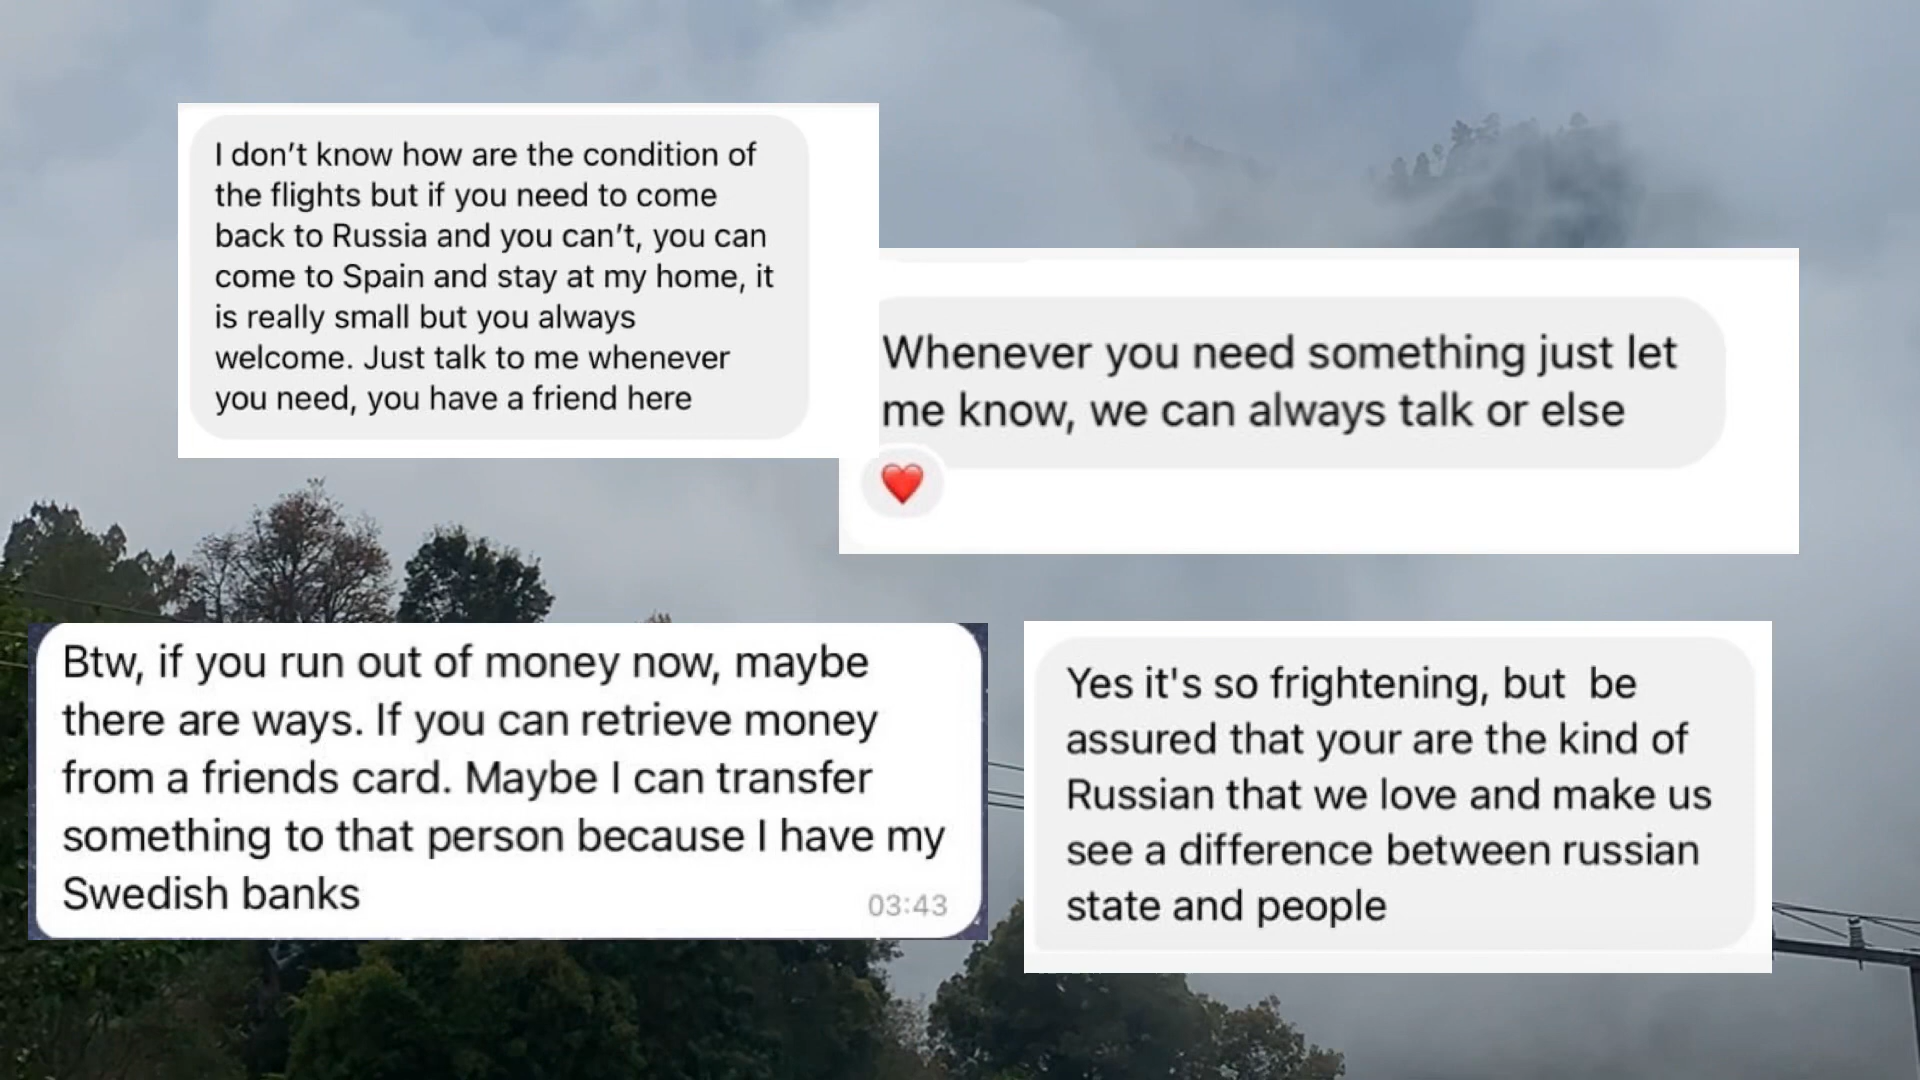 I don’t know how are the condition of
the flights but if you need to come
back to Russia and you can’t, you can
come to Spain and stay at my home, it
is really small but you always
welcome. Just talk to me whenever
you need, you have a friend here
Whenever you need something just let
me know, we can always talk or else
Btw, if you run out of money now, maybe
there are ways. If you can retrieve money
from a friends card. Maybe I can transfer
something to that person because I have my
Swedish banks
03:43
Yes it's so frightening, but  be
assured that your are the kind of
Russian that we love and make us
see a difference between russian
state and people